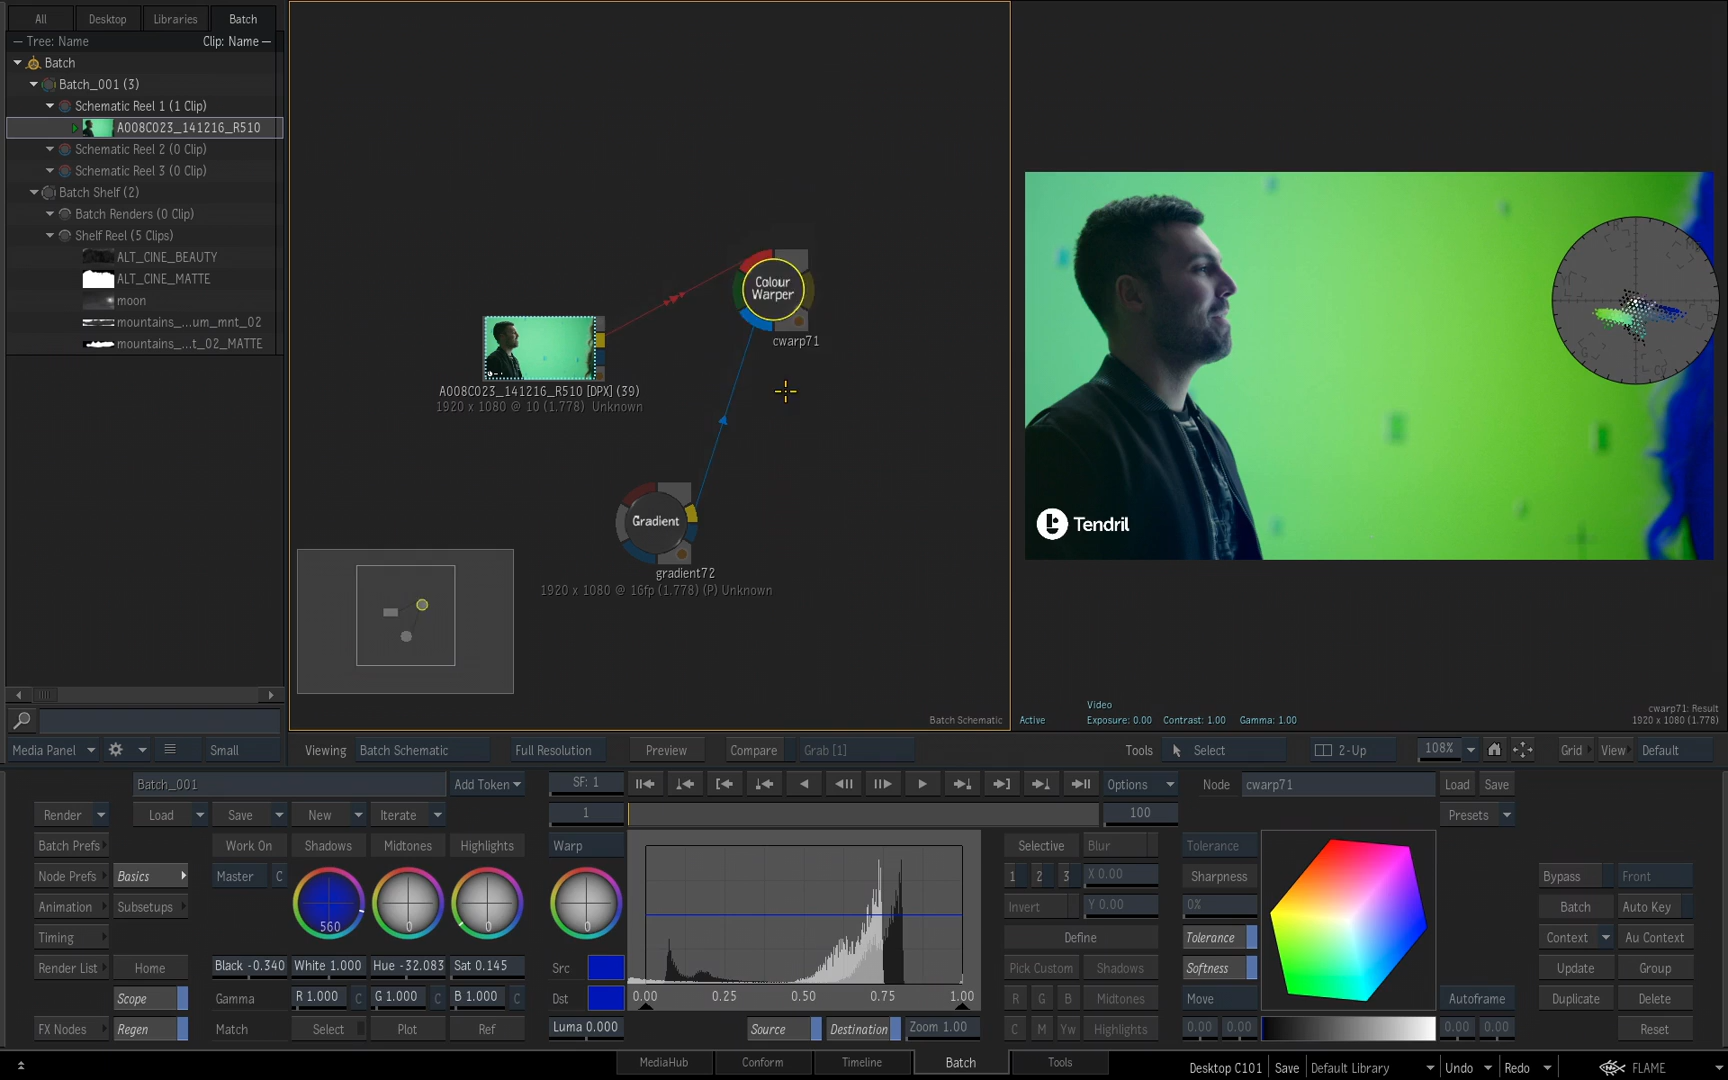 All Desktop Libraries Batch
Tree: Name Clip: Name
Batch
Batch_001 (3)
Schematic Reel 1 (1 Clip)
A008C023_141216_R510
Schematic Reel 2 (0 Clip)
Schematic Reel 3 (0 Clip)
Batch Shelf (2)
Batch Renders (0 Clip)
Shelf Reel (5 Clips)
ALT_CINE_BEAUTY
ALT_CINE_MATTE
moon
mountains_...um_mnt_02
mountains_...t_02_MATTE
Colour
Warper
cwarp71
A008C023_141216_R510 [DPX] (39)
1920 x 1080 @ 10 (1.778) Unknown
Gradient
gradient72
1920 x 1080 @ 16fp (1.778) (P) Unknown
Batch Schematic
Tendril
Video
Active Exposure: 0.00 Contrast: 1.00 Gamma: 1.00
cwarp71: Result
1920 x 1080 (1.778)
Media Panel Small Viewing Batch Schematic Full Resolution Preview Compare Grab [1] Tools Select 2-Up 108% Grid View Default
Batch_001 Add Token SF: 1 Options Node cwarp71 Load Save
Render Load Save New Iterate 1 100 Presets
Batch Prefs Work On Shadows Midtones Highlights Warp Selective Blur Tolerance
Node Prefs Basics Master C 1 2 3 X 0.00 Sharpness Bypass Front
Animation Subsetups 560 0 0 0 Invert Y 0.00 0% Batch Auto Key
Timing Define Tolerance Context Au Context
Render List Home Black -0.340 White 1.000 Hue -32.083 Sat 0.145 Src Pick Custom Shadows Softness Update Group
Scope Gamma R 1.000 C G 1.000 C B 1.000 C Dst 0.00 0.25 0.50 0.75 1.00 R G B Midtones Move Autoframe Duplicate Delete
FX Nodes Regen Match Select Plot Ref Luma 0.000 Source Destination Zoom 1.00 C M Yw Highlights 0.00 0.00 0.00 0.00 Reset
MediaHub Conform Timeline Batch Tools Desktop C101 Save Default Library Undo Redo FLAME